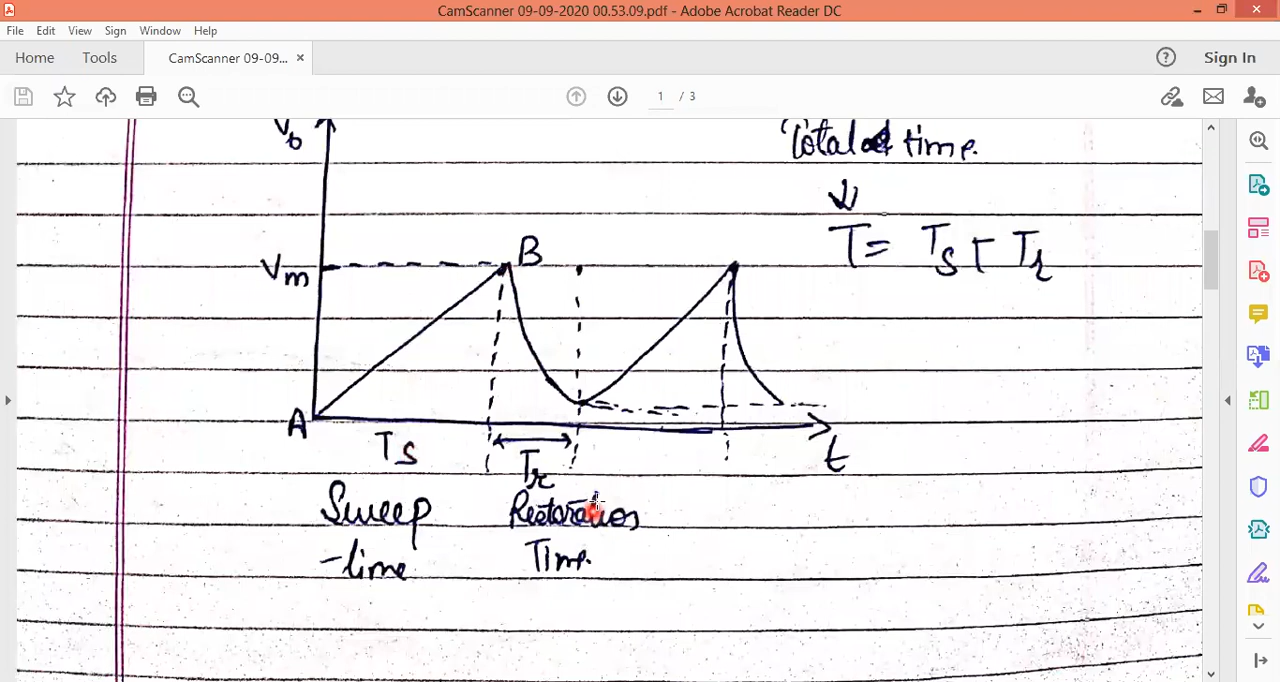 CamScanner 09-09-2020 00.53.09.pdf - Adobe Acrobat Reader DC
File Edit View Sign Window Help
Home Tools CamScanner 09-09... × Sign In
1 / 3
Vo
Total time.
T = Ts + Tr
Vm
B
A
Ts
Tr
t
Sweep
-time
Restoration
Time.